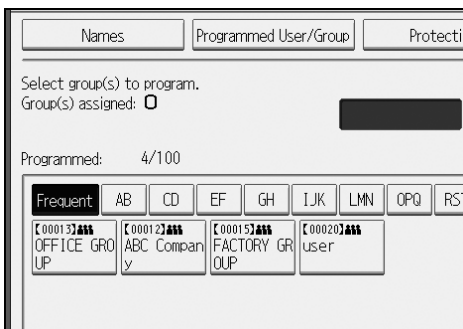 Names Programmed User/Group Protecti
Select group(s) to program.
Group(s) assigned: 0
Programmed: 4/100
Frequent AB CD EF GH IJK LMN OPQ RST
[00013] [00012] [00015] [00020]
OFFICE GRO ABC Compan FACTORY GR user
UP y OUP